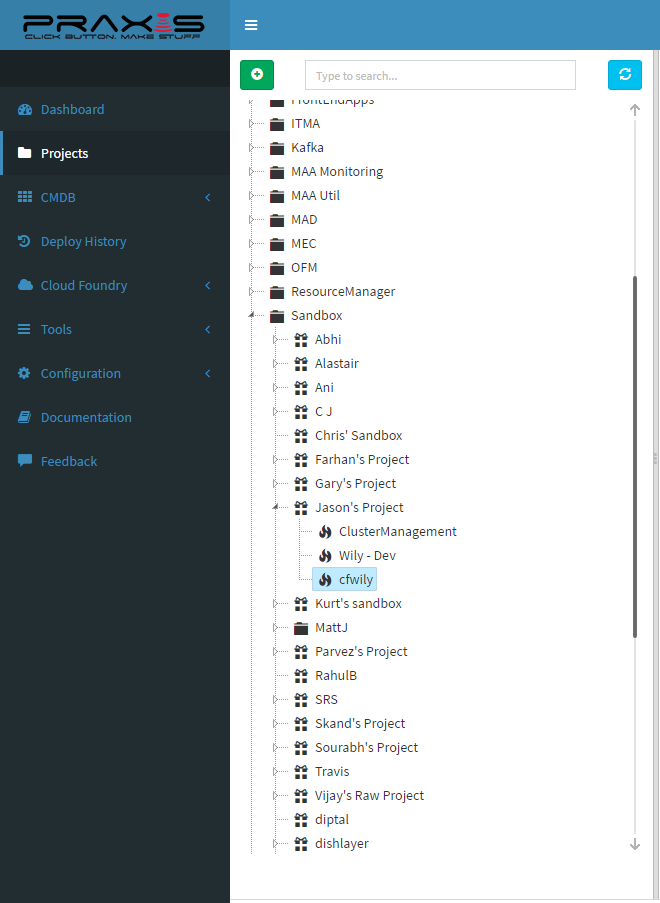 PRAXIS
CLICK BUTTON. MAKE STUFF
Type to search...
Dashboard
Projects
CMDB
Deploy History
Cloud Foundry
Tools
Configuration
Documentation
Feedback
FrontEndApps
ITMA
Kafka
MAA Monitoring
MAA Util
MAD
MEC
OFM
ResourceManager
Sandbox
Abhi
Alastair
Ani
C J
Chris' Sandbox
Farhan's Project
Gary's Project
Jason's Project
ClusterManagement
Wily - Dev
cfwily
Kurt's sandbox
MattJ
Parvez's Project
RahulB
SRS
Skand's Project
Sourabh's Project
Travis
Vijay's Raw Project
diptal
dishlayer